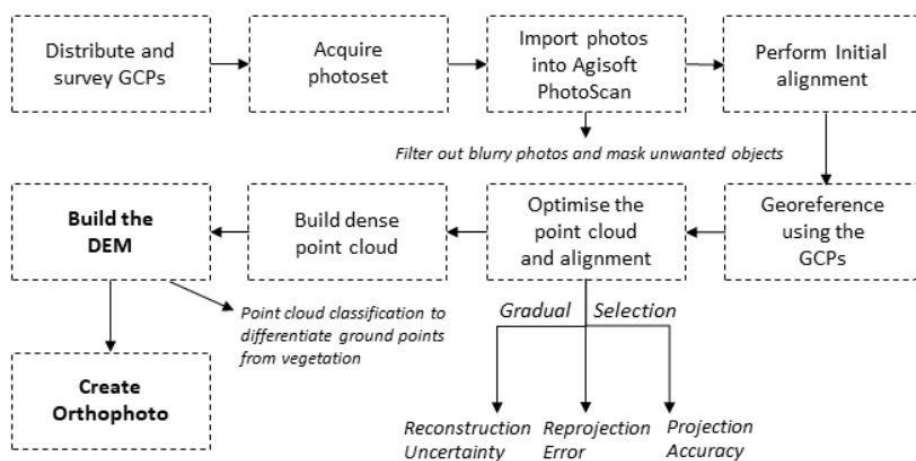 Distribute and
survey GCPs
Acquire
photoset
Import photos
into Agisoft
PhotoScan
Perform Initial
alignment
Filter out blurry photos and mask unwanted objects
Build the
DEM
Build dense
point cloud
Optimise the
point cloud
and alignment
Georeference
using the
GCPs
Point cloud classification to
differentiate ground points
from vegetation
Gradual Selection
Create
Orthophoto
Reconstruction
Uncertainty
Reprojection
Error
Projection
Accuracy